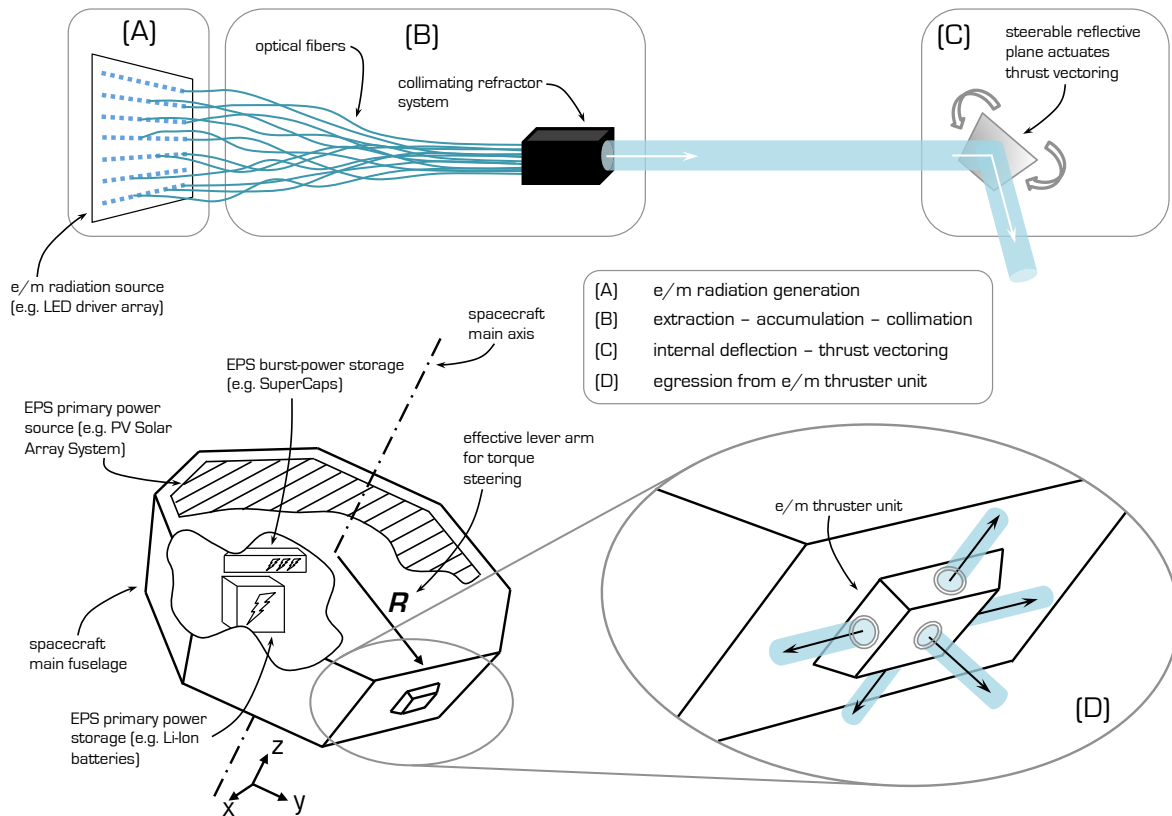 (A)
(B)
(C)
optical fibers
collimating refractor
system
steerable reflective
plane actuates
thrust vectoring
e/m radiation source
(e.g. LED driver array)
(A) e/m radiation generation
(B) extraction – accumulation – collimation
(C) internal deflection – thrust vectoring
(D) egression from e/m thruster unit
spacecraft
main axis
EPS burst-power storage
(e.g. SuperCaps)
EPS primary power
source (e.g. PV Solar
Array System)
effective lever arm
for torque
steering
R
spacecraft
main fuselage
EPS primary power
storage (e.g. Li-Ion
batteries)
z
x
y
e/m thruster unit
(D)